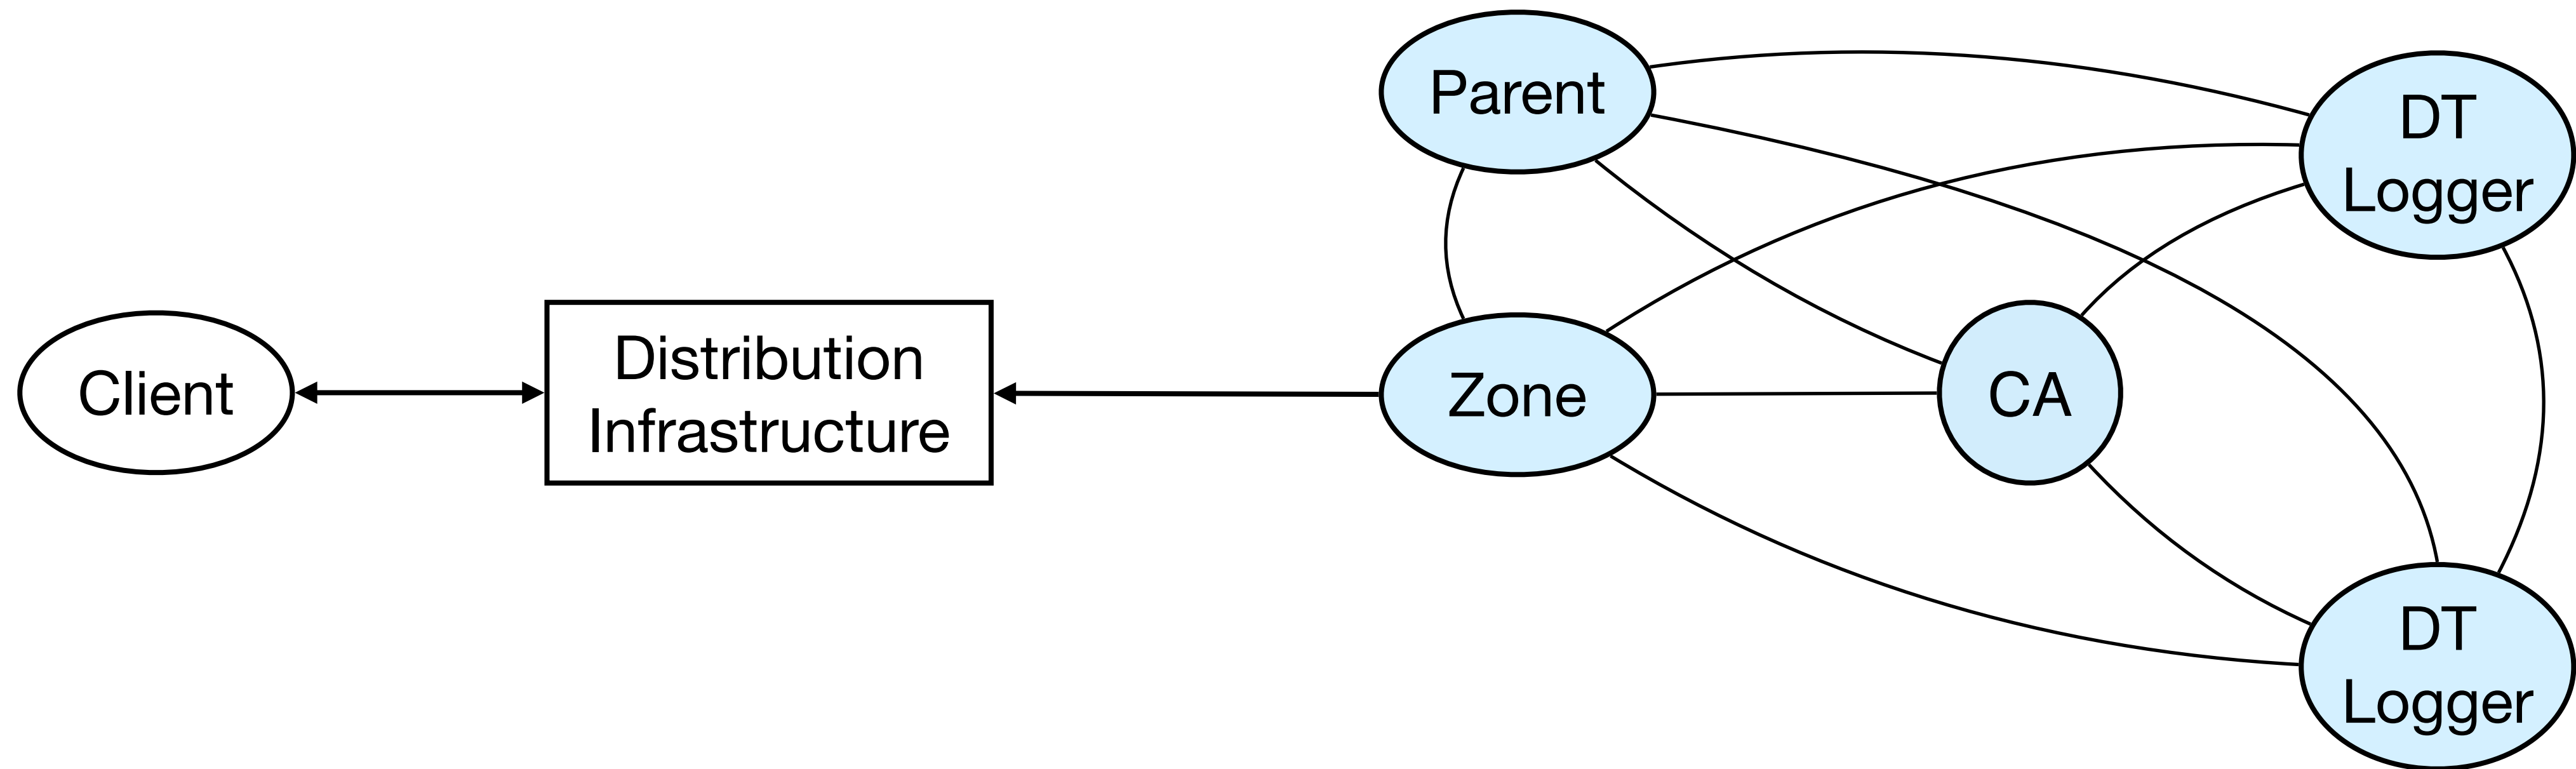 Parent
DT
Logger
Client
Distribution
Infrastructure
Zone
CA
DT
Logger